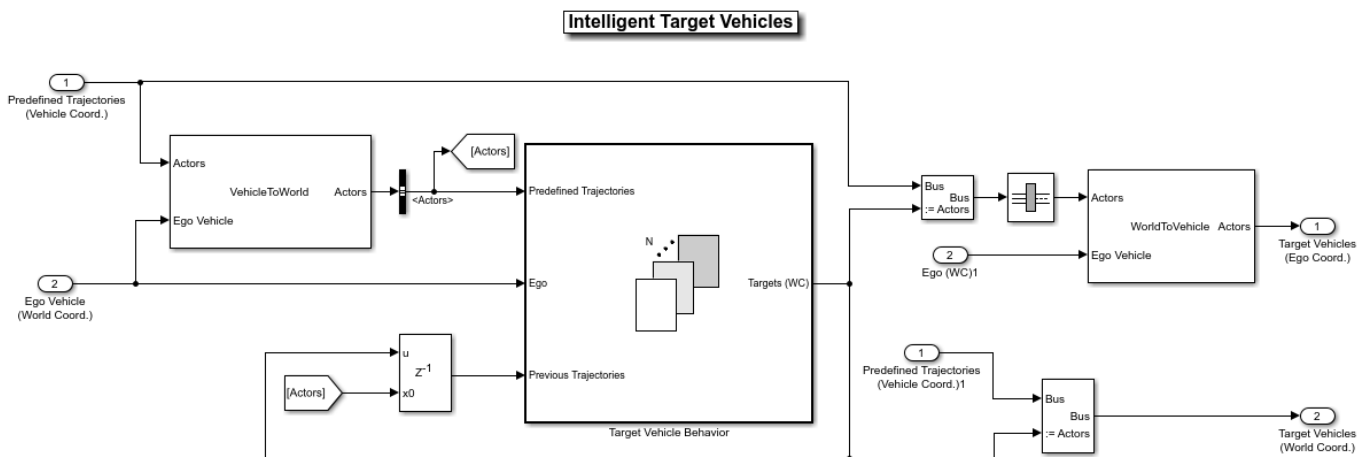 Intelligent Target Vehicles
1
Predefined Trajectories
(Vehicle Coord.)
Actors
VehicleToWorld
Actors
Ego Vehicle
<Actors>
[Actors]
2
Ego Vehicle
(World Coord.)
Predefined Trajectories
Ego
Previous Trajectories
N
Targets (WC)
Target Vehicle Behavior
[Actors]
u
x0
Z-1
Bus
Bus
:= Actors
2
Ego (WC)1
Actors
WorldToVehicle
Actors
Ego Vehicle
1
Target Vehicles
(Ego Coord.)
1
Predefined Trajectories
(Vehicle Coord.)1
Bus
Bus
:= Actors
2
Target Vehicles
(World Coord.)